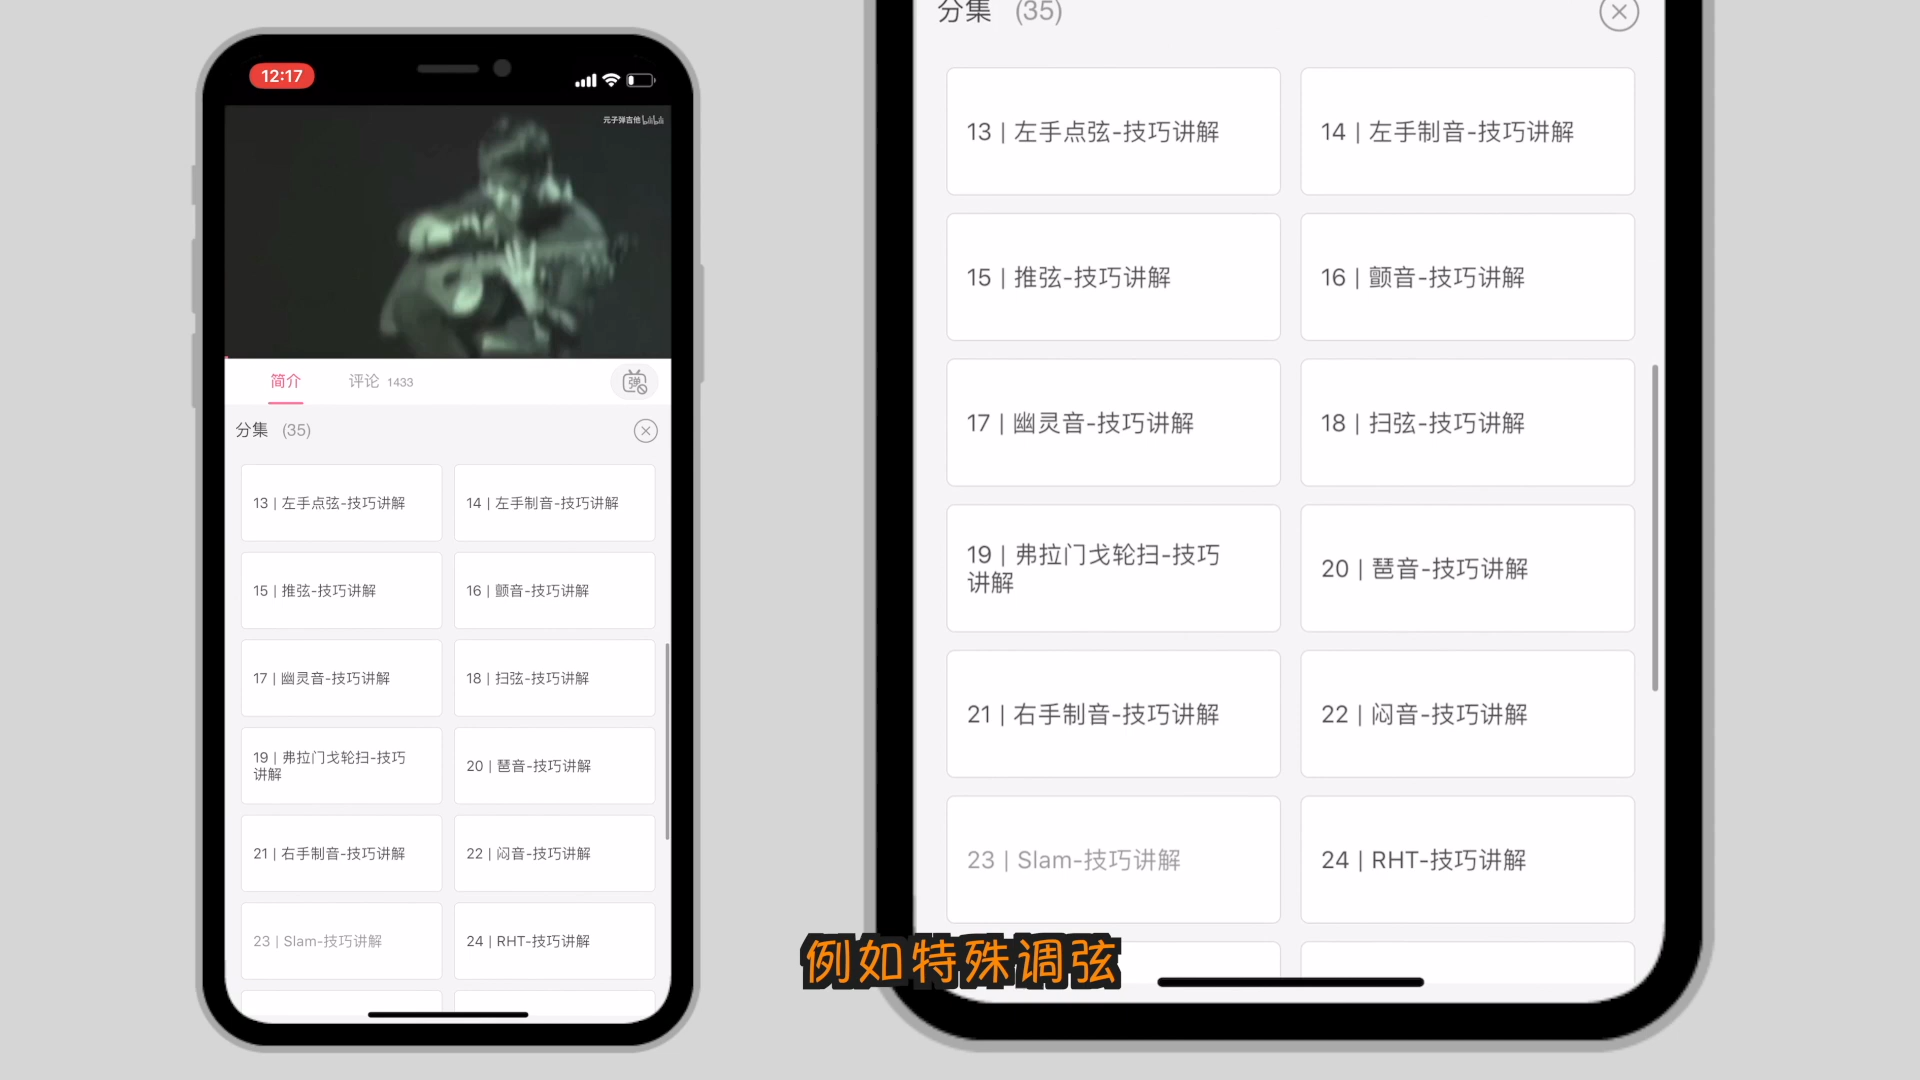 12:17
元子弹吉他 bilibili
简介
评论 1433
弹
分集 (35)
13 | 左手点弦-技巧讲解
14 | 左手制音-技巧讲解
15 | 推弦-技巧讲解
16 | 颤音-技巧讲解
17 | 幽灵音-技巧讲解
18 | 扫弦-技巧讲解
19 | 弗拉门戈轮扫-技巧
讲解
20 | 琶音-技巧讲解
21 | 右手制音-技巧讲解
22 | 闷音-技巧讲解
23 | Slam-技巧讲解
24 | RHT-技巧讲解
分集 (35)
13 | 左手点弦-技巧讲解
14 | 左手制音-技巧讲解
15 | 推弦-技巧讲解
16 | 颤音-技巧讲解
17 | 幽灵音-技巧讲解
18 | 扫弦-技巧讲解
19 | 弗拉门戈轮扫-技巧
讲解
20 | 琶音-技巧讲解
21 | 右手制音-技巧讲解
22 | 闷音-技巧讲解
23 | Slam-技巧讲解
24 | RHT-技巧讲解
例如特殊调弦